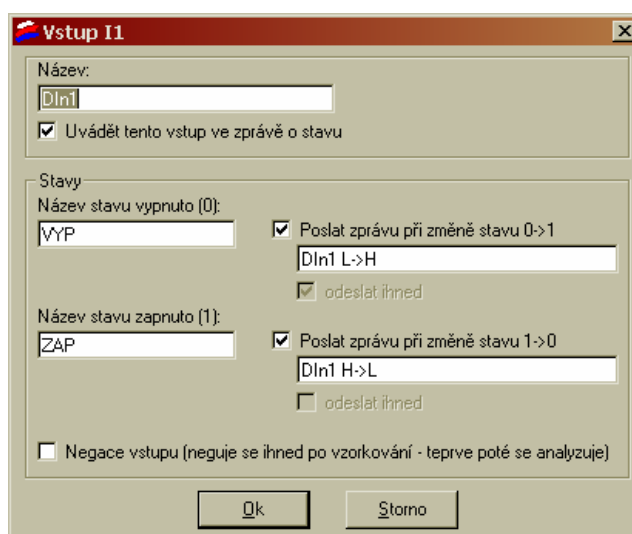 Vstup I1
Název:
DIn1
Uvádět tento vstup ve zprávě o stavu
Stavy
Název stavu vypnuto (0):
VYP
Poslat zprávu při změně stavu 0->1
DIn1 L->H
odeslat ihned
Název stavu zapnuto (1):
ZAP
Poslat zprávu při změně stavu 1->0
DIn1 H->L
odeslat ihned
Negace vstupu (neguje se ihned po vzorkování - teprve poté se analyzuje)
Ok
Storno